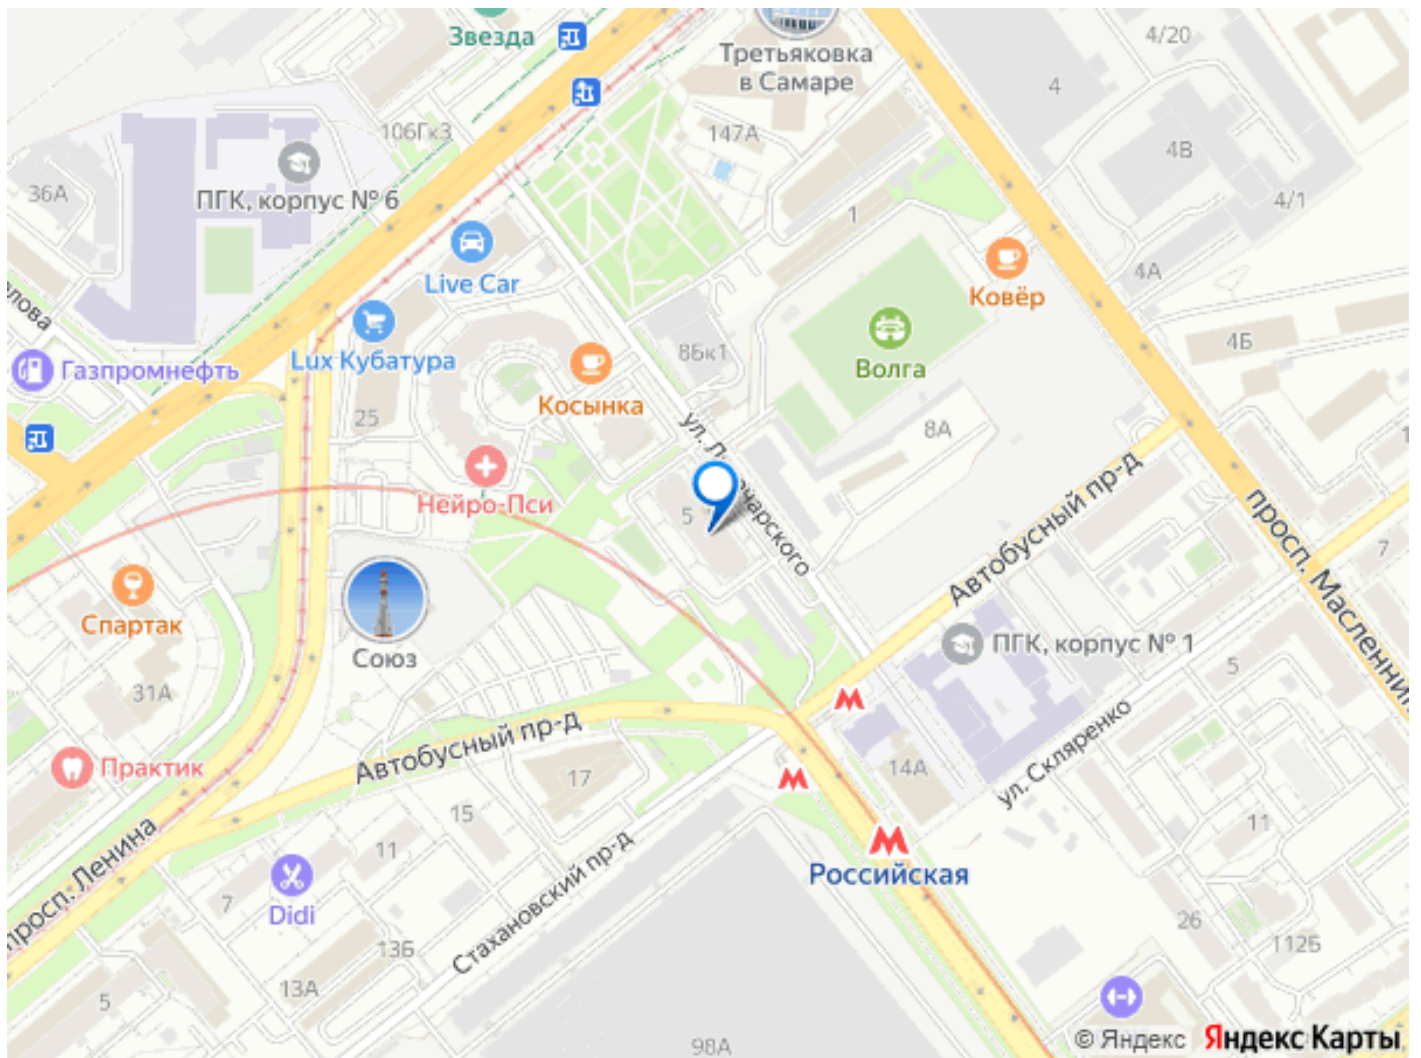 Звезда
4/20
Третьяковка
в Самаре
4
106Гк3
147А
4В
36А
ПГК, корпус № 6
1
4/1
Live Car
Ковёр
4А
Lux Кубатура
8Бк1
4Б
Газпромнефть
Волга
Косынка
25
8А
Нейро-Пси
5
Автобусный пр-д
просп. Масленник
7
Спартак
Союз
ПГК, корпус № 1
5
31А
Автобусный пр-д
ул. Скляренко
Практик
17
14А
15
11
11
Российская
просп. Ленина
Стахановский пр-д
7
Didi
26
13Б
112Б
13А
5
98А
© Яндекс Яндекс Карты